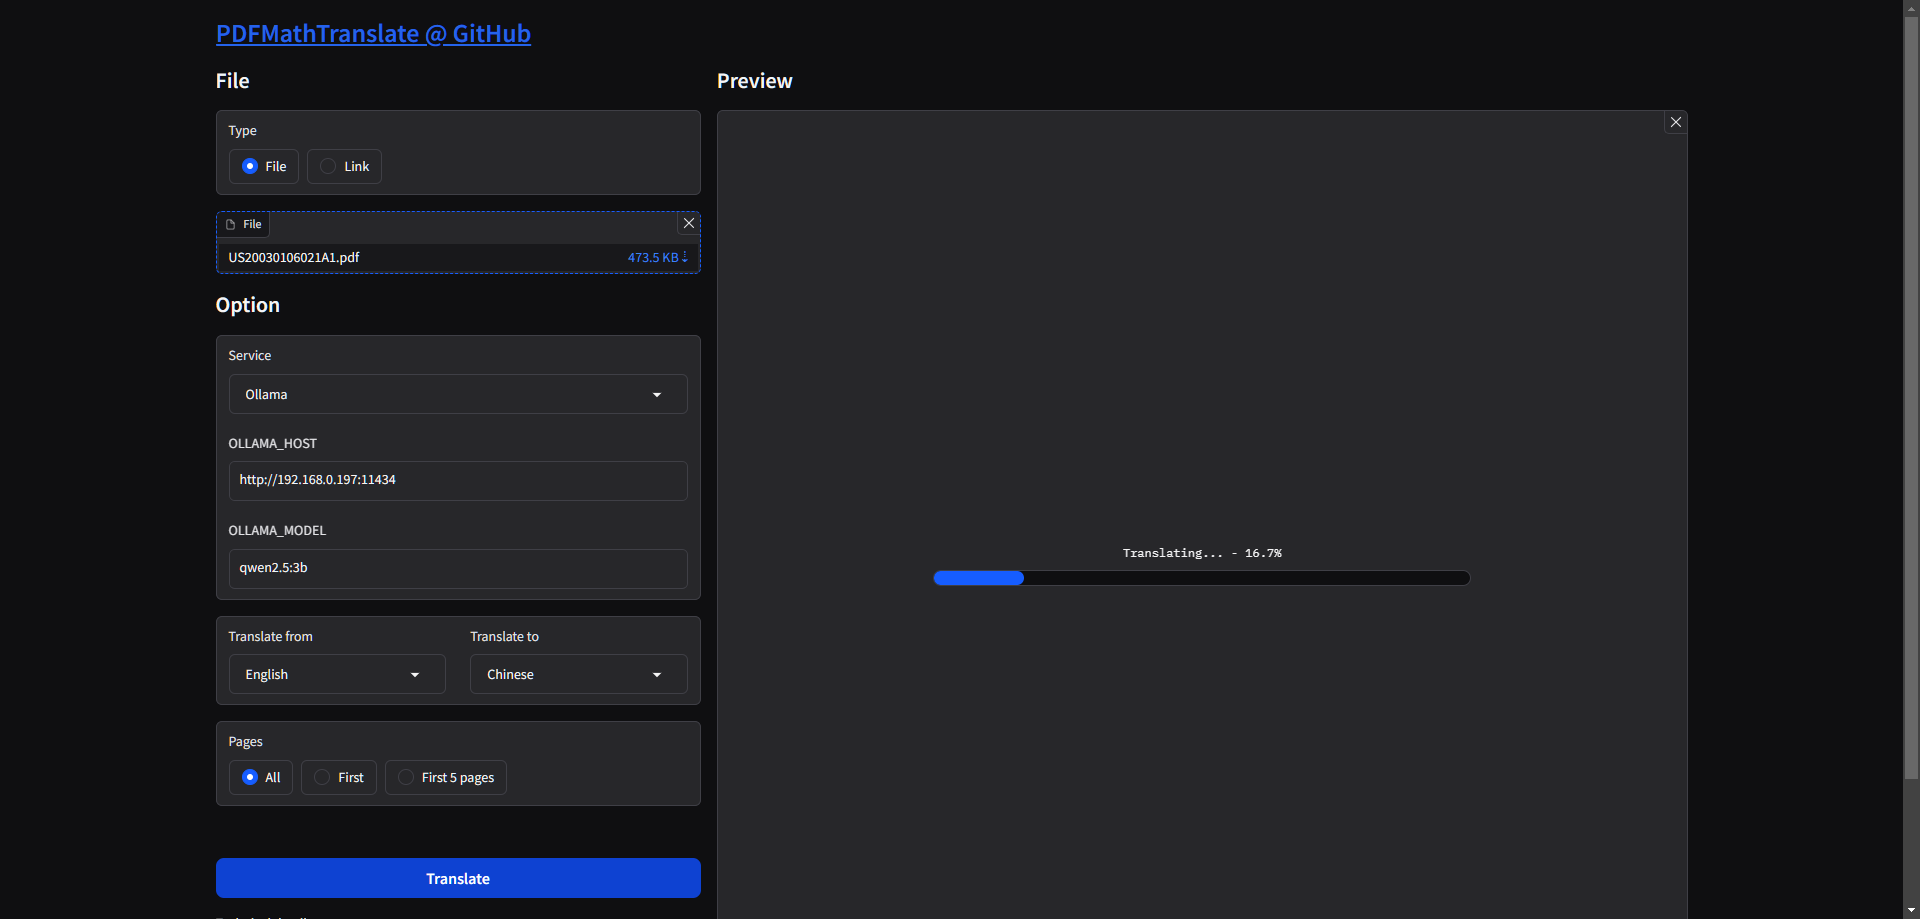 PDFMathTranslate @ GitHub
File
Type
File
Link
File
US20030106021A1.pdf
473.5 KB⇣
Option
Service
Ollama
OLLAMA_HOST
http://192.168.0.197:11434
OLLAMA_MODEL
qwen2.5:3b
Translate from
English
Translate to
Chinese
Pages
All
First
First 5 pages
Translate
Preview
Translating... - 16.7%